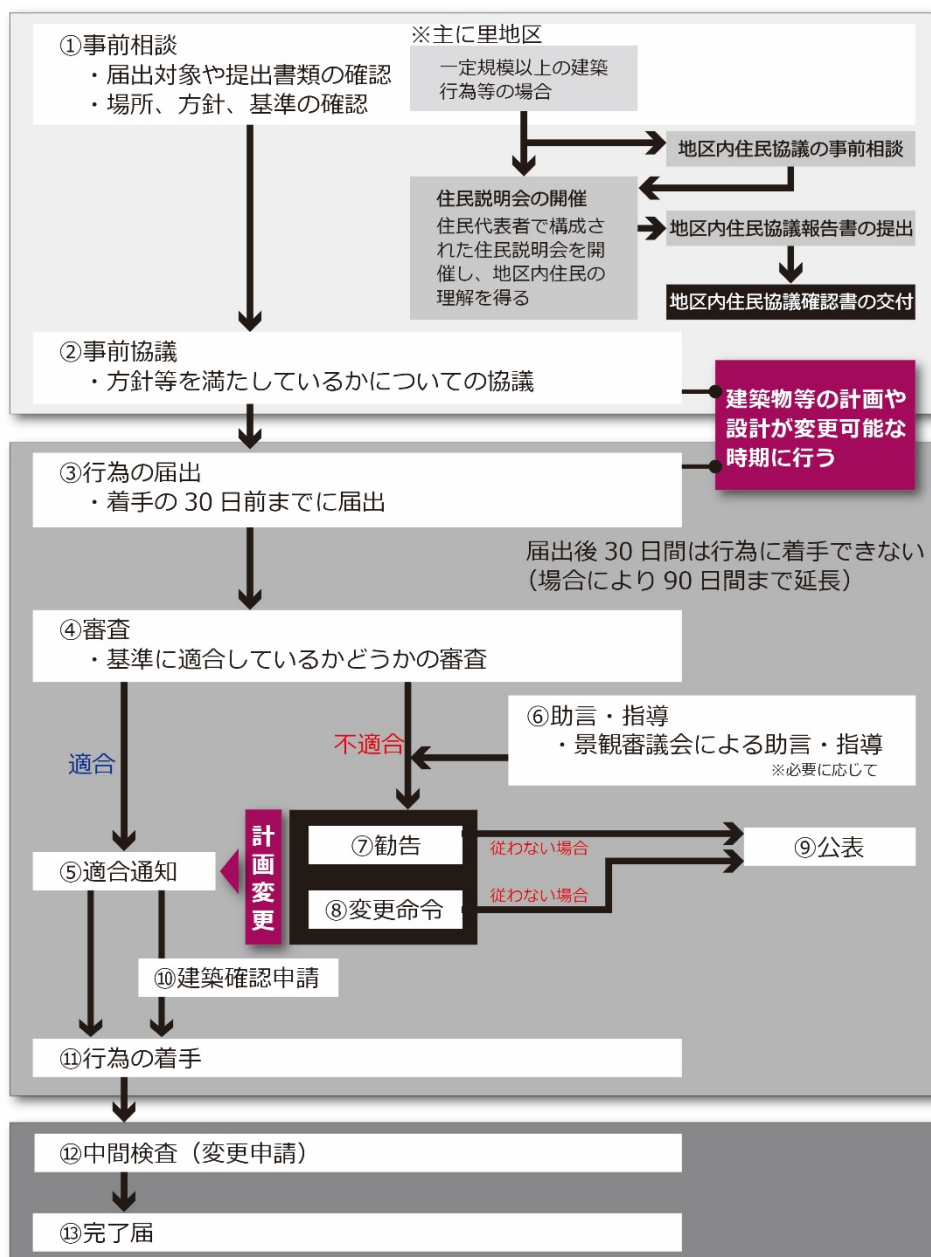 ①事前相談
・届出対象や提出書類の確認
・場所、方針、基準の確認
※主に里地区
一定規模以上の建築
行為等の場合
地区内住民協議の事前相談
住民説明会の開催
住民代表者で構成さ
れた住民説明会を開
催し、地区内住民の
理解を得る
地区内住民協議報告書の提出
地区内住民協議確認書の交付
②事前協議
・方針等を満たしているかについての協議
建築物等の計画や
設計が変更可能な
時期に行う
③行為の届出
・着手の 30 日前までに届出
届出後 30 日間は行為に着手できない
（場合により 90 日間まで延長）
④審査
・基準に適合しているかどうかの審査
適合
不適合
⑥助言・指導
・景観審議会による助言・指導
※必要に応じて
⑤適合通知
計画変更
⑦勧告
従わない場合
⑧変更命令
従わない場合
⑨公表
⑩建築確認申請
⑪行為の着手
⑫中間検査（変更申請）
⑬完了届